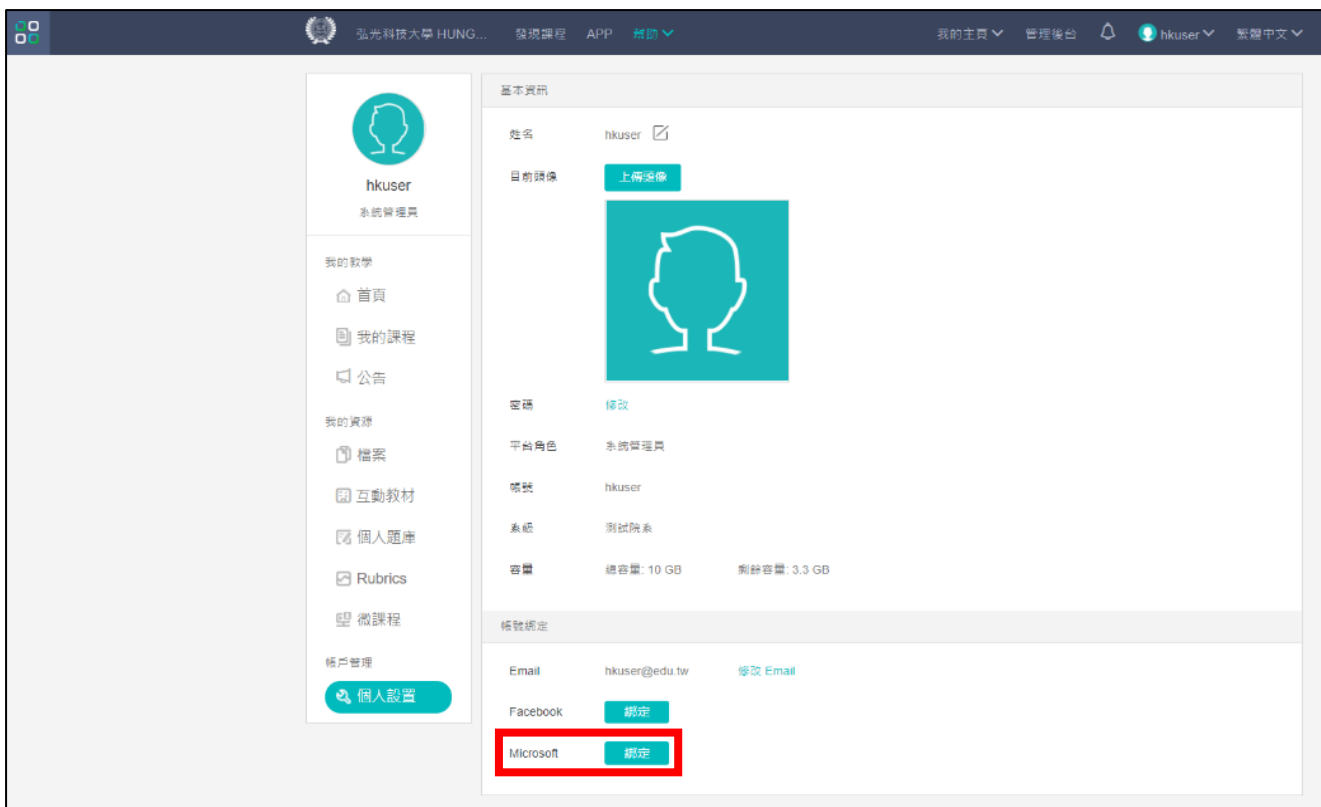 弘光科技大學 HUNG... 發現課程 APP 幫助 我的主頁 管理後台 hkuser 繁體中文
hkuser
系統管理員
我的教學
首頁
我的課程
公告
我的資源
檔案
互動教材
個人題庫
Rubrics
微課程
帳戶管理
個人設置
基本資訊
姓名 hkuser
目前頭像 上傳頭像
密碼 修改
平台角色 系統管理員
帳號 hkuser
系級 測試院系
容量 總容量: 10 GB 剩餘容量: 3.3 GB
帳號綁定
Email hkuser@edu.tw 修改 Email
Facebook 綁定
Microsoft 綁定